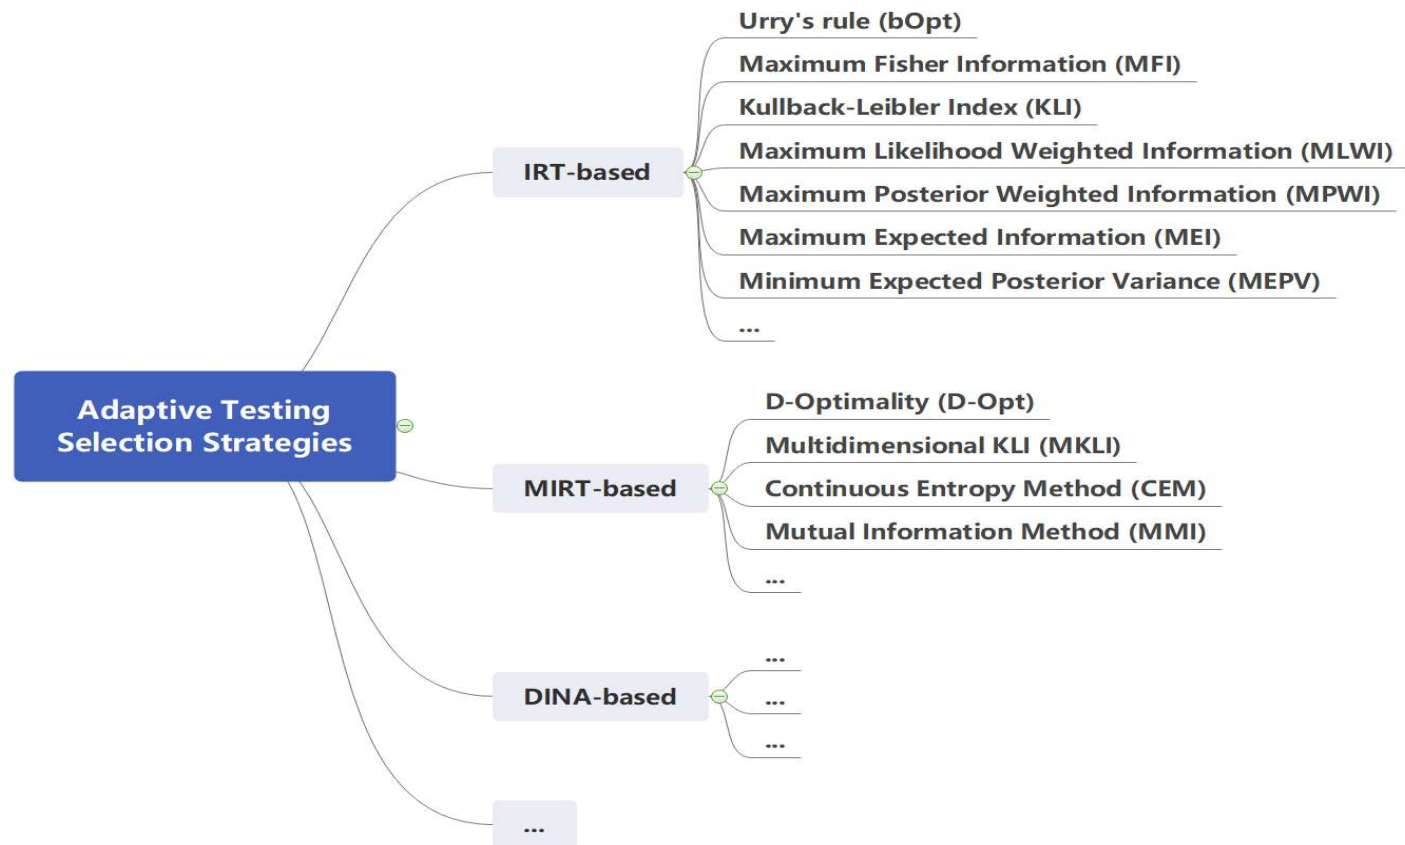 Adaptive Testing
Selection Strategies
IRT-based
Urry's rule (bOpt)
Maximum Fisher Information (MFI)
Kullback-Leibler Index (KLI)
Maximum Likelihood Weighted Information (MLWI)
Maximum Posterior Weighted Information (MPWI)
Maximum Expected Information (MEI)
Minimum Expected Posterior Variance (MEPV)
...
MIRT-based
D-Optimality (D-Opt)
Multidimensional KLI (MKLI)
Continuous Entropy Method (CEM)
Mutual Information Method (MMI)
...
DINA-based
...
...
...
...